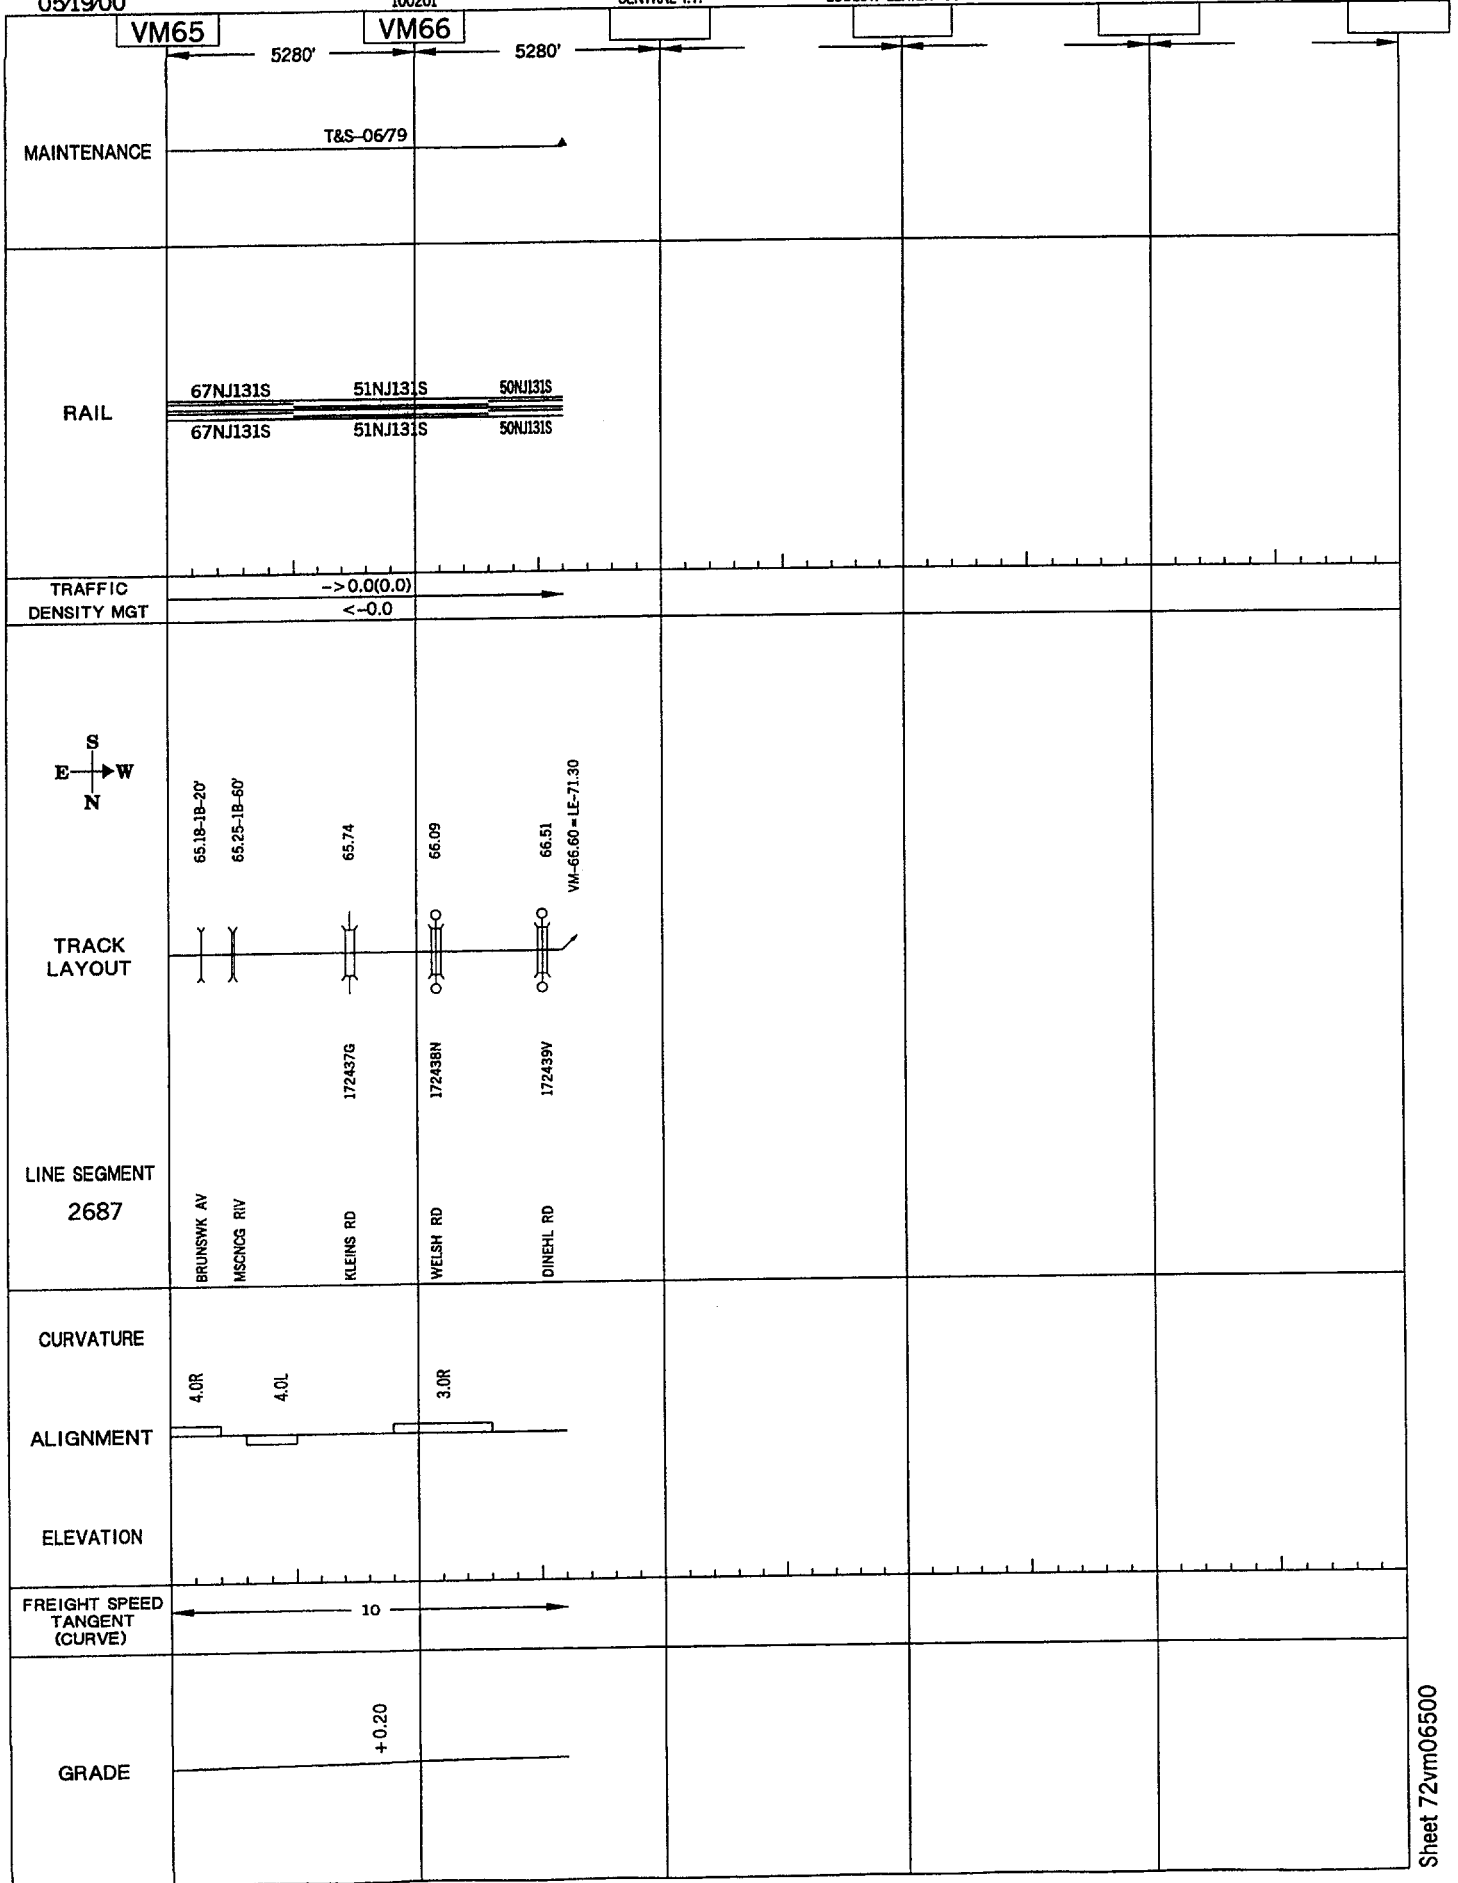 05/19/00
100201
VM65
VM66
5280'
5280'
MAINTENANCE
T&S-06/79
RAIL
67NJ131S
51NJ131S
50NJ131S
67NJ131S
51NJ131S
50NJ131S
TRAFFIC
DENSITY MGT
->0.0(0.0)
<-0.0
S
E
W
N
65.18-1B-20'
65.25-1B-60'
65.74
66.09
66.51
VM-66.60=LE-71.30
TRACK
LAYOUT
172437G
172438N
172439V
LINE SEGMENT
2687
BRUNSWK AV
MSCNCG RIV
KLEINS RD
WELSH RD
DINEHL RD
CURVATURE
4.0R
4.0L
3.0R
ALIGNMENT
ELEVATION
FREIGHT SPEED
TANGENT
(CURVE)
10
GRADE
+0.20
Sheet 72vm06500